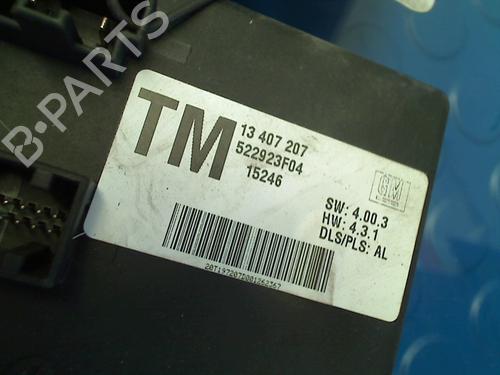 B-PARTS
TM
13 407 207
522923F04
15246
GM
SW: 4.00.3
HW: 4.3.1
DLS/PLS: AL